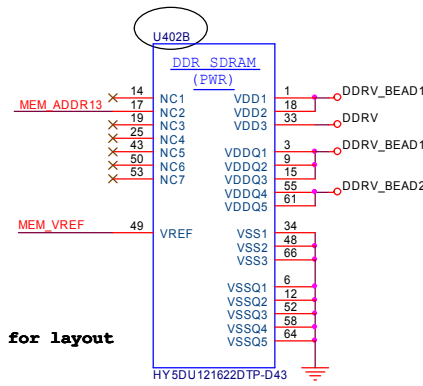 U402B
DDR SDRAM
(PWR)
14 NC1 VDD1 1 DDRV_BEAD1
MEM_ADDR13 17 NC2 VDD2 18
19 NC3 VDD3 33 DDRV
25 NC4
43 NC5 VDDQ1 3 DDRV_BEAD1
50 NC6 VDDQ2 9
53 NC7 VDDQ3 15
VDDQ4 55 DDRV_BEAD2
VDDQ5 61
MEM_VREF 49 VREF VSS1 34
VSS2 48
VSS3 66
VSSQ1 6
VSSQ2 12
VSSQ3 52
VSSQ4 58
VSSQ5 64
for layout
HY5DU121622DTP-D43